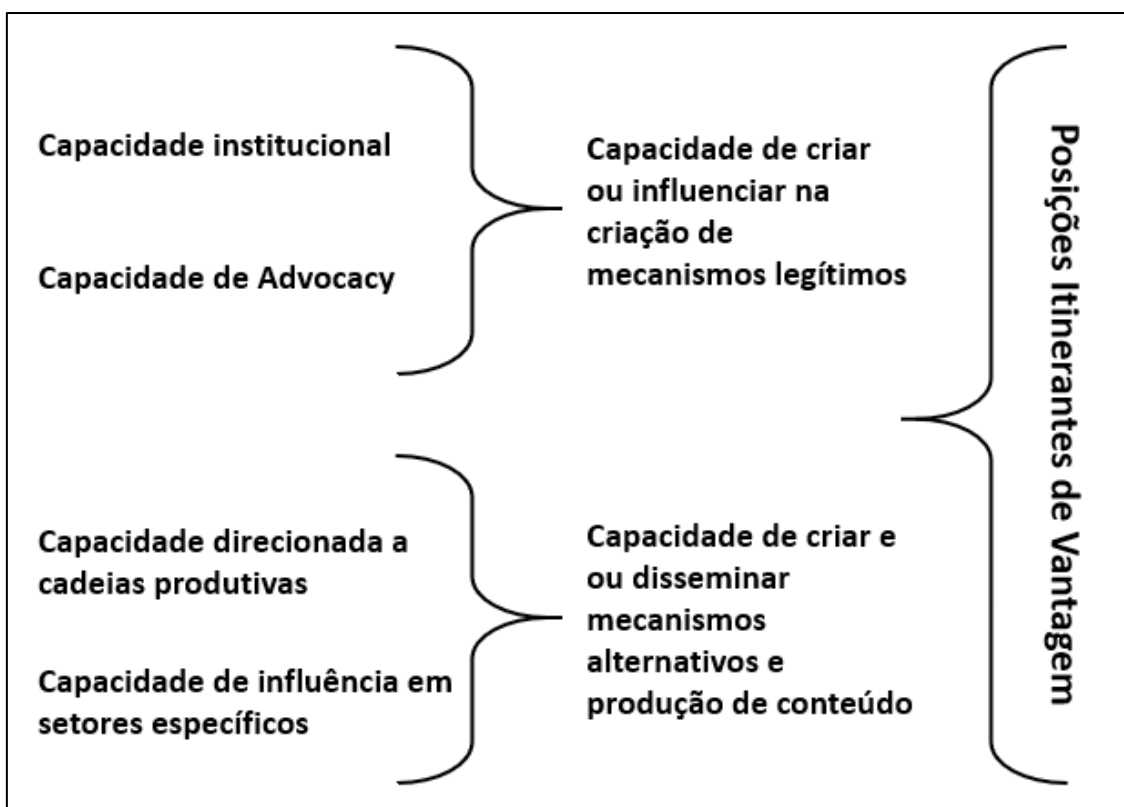 Capacidade institucional
Capacidade de Advocacy
Capacidade de criar
ou influenciar na
criação de
mecanismos legítimos
Capacidade direcionada a
cadeias produtivas
Capacidade de influência em
setores específicos
Capacidade de criar e
ou disseminar
mecanismos
alternativos e
produção de conteúdo
Posições Itinerantes de Vantagem